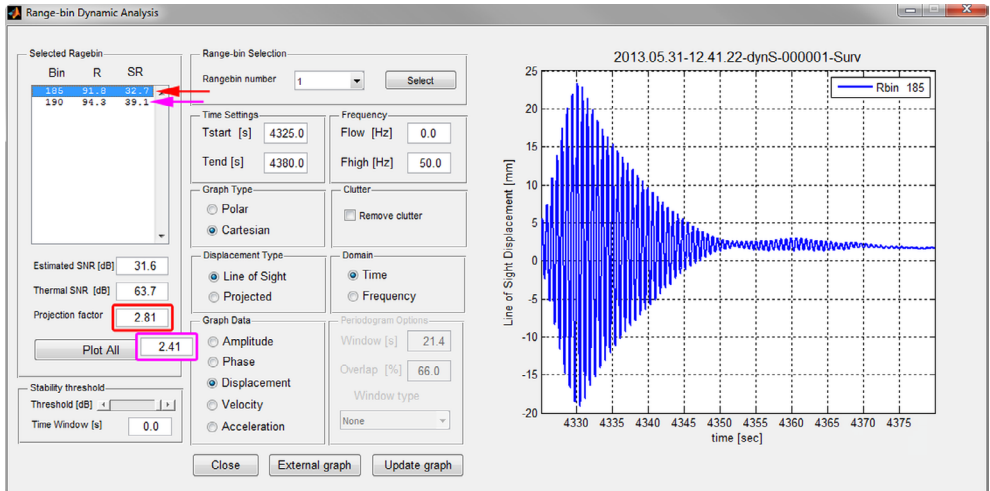 Range-bin Dynamic Analysis
Selected Ragebin
Bin R SR
185 91.8 32.7
190 94.3 39.1
Estimated SNR [dB] 31.6
Thermal SNR [dB] 63.7
Projection factor 2.81
Plot All 2.41
Stability threshold
Threshold [dB]
Time Window [s] 0.0
Range-bin Selection
Rangebin number 1 Select
Time Settings
Tstart [s] 4325.0
Tend [s] 4380.0
Frequency
Flow [Hz] 0.0
Fhigh [Hz] 50.0
Graph Type
Polar
Cartesian
Clutter
Remove clutter
Displacement Type
Line of Sight
Projected
Domain
Time
Frequency
Graph Data
Amplitude
Phase
Displacement
Velocity
Acceleration
Periodogram Options
Window [s] 21.4
Overlap [%] 66.0
Window type
None
Close External graph Update graph
2013.05.31-12.41.22-dynS-000001-Surv
Rbin 185
Line of Sight Displacement [mm]
25
20
15
10
5
0
-5
-10
-15
-20
4330 4335 4340 4345 4350 4355 4360 4365 4370 4375
time [sec]